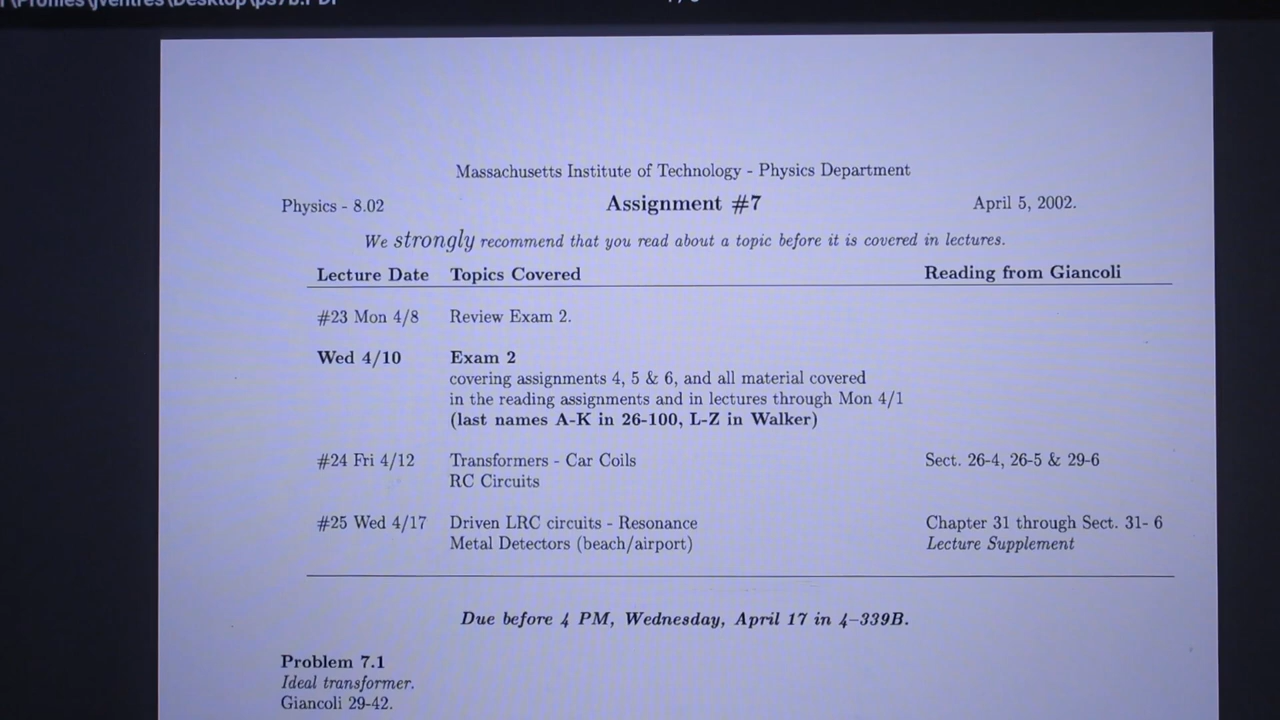 Massachusetts Institute of Technology - Physics Department
Physics - 8.02 Assignment #7 April 5, 2002.
We strongly recommend that you read about a topic before it is covered in lectures.
Lecture Date Topics Covered Reading from Giancoli
#23 Mon 4/8 Review Exam 2.
Wed 4/10 Exam 2
covering assignments 4, 5 & 6, and all material covered
in the reading assignments and in lectures through Mon 4/1
(last names A-K in 26-100, L-Z in Walker)
#24 Fri 4/12 Transformers - Car Coils Sect. 26-4, 26-5 & 29-6
RC Circuits
#25 Wed 4/17 Driven LRC circuits - Resonance Chapter 31 through Sect. 31- 6
Metal Detectors (beach/airport) Lecture Supplement
Due before 4 PM, Wednesday, April 17 in 4–339B.
Problem 7.1
Ideal transformer.
Giancoli 29-42.